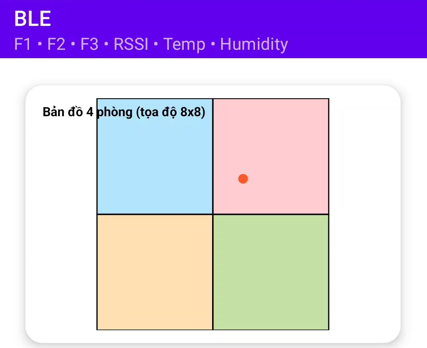 BLE
F1 • F2 • F3 • RSSI • Temp • Humidity
Bản đồ 4 phòng (tọa độ 8x8)